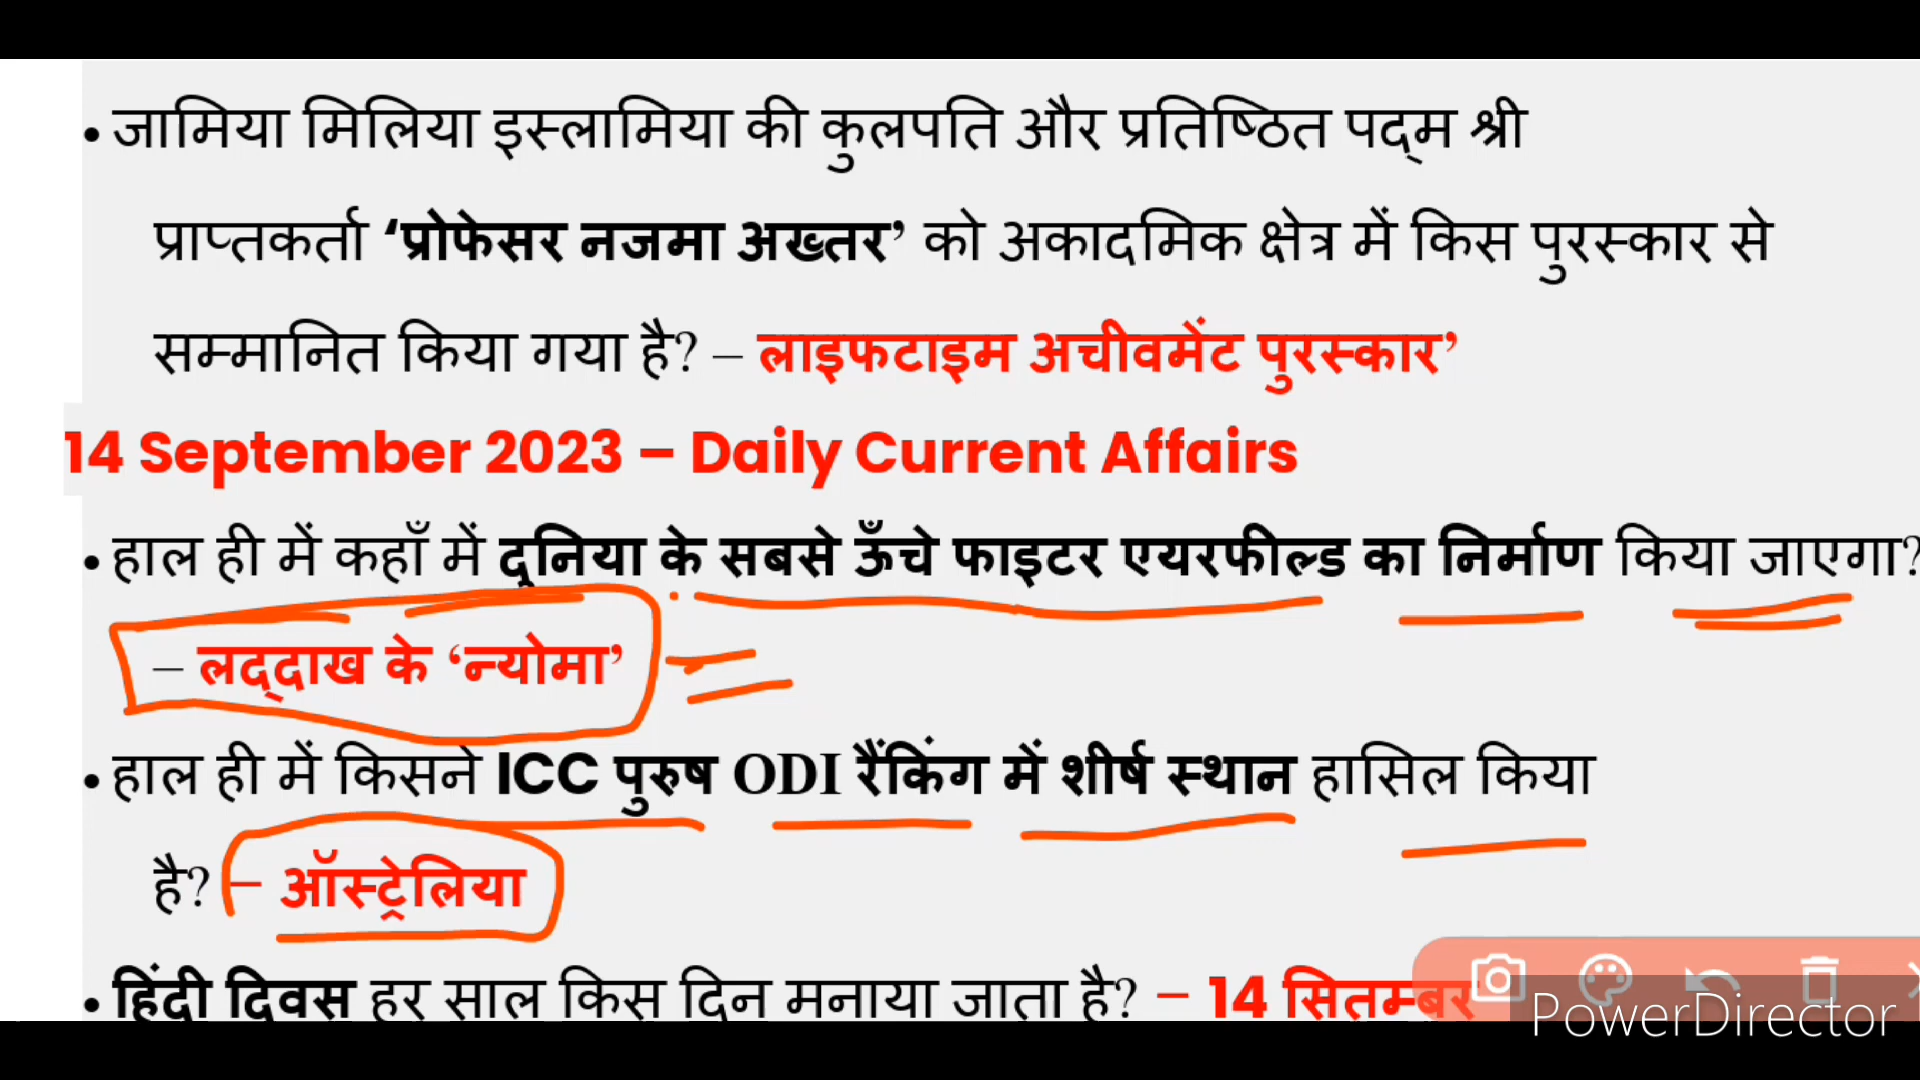 • जामिया मिलिया इस्लामिया की कुलपति और प्रतिष्ठित पद्म श्री
प्राप्तकर्ता ‘प्रोफेसर नजमा अख्तर’ को अकादमिक क्षेत्र में किस पुरस्कार से
सम्मानित किया गया है? – लाइफटाइम अचीवमेंट पुरस्कार’
14 September 2023 – Daily Current Affairs
• हाल ही में कहाँ में दुनिया के सबसे ऊँचे फाइटर एयरफील्ड का निर्माण किया जाएगा?
– लद्दाख के ‘न्योमा’
• हाल ही में किसने ICC पुरुष ODI रैंकिंग में शीर्ष स्थान हासिल किया
है? – ऑस्ट्रेलिया
• हिंदी दिवस हर साल किस दिन मनाया जाता है? – 14 सितम्बर
PowerDirector